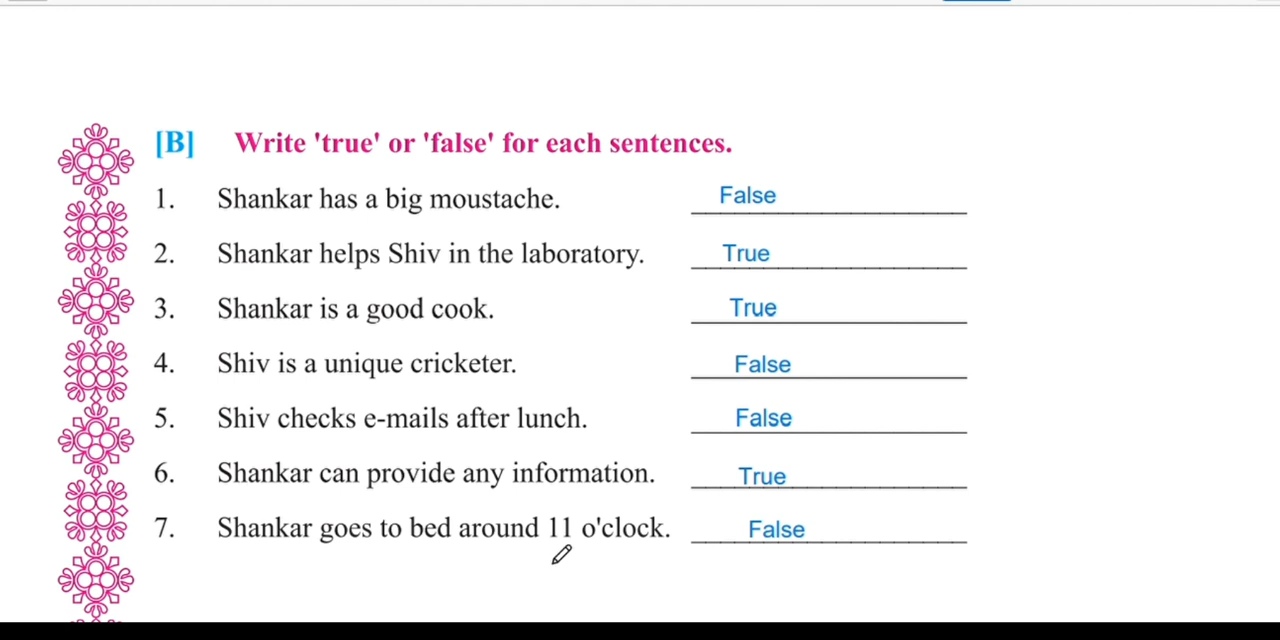 [B] Write 'true' or 'false' for each sentences.
1. Shankar has a big moustache. False
2. Shankar helps Shiv in the laboratory. True
3. Shankar is a good cook. True
4. Shiv is a unique cricketer. False
5. Shiv checks e-mails after lunch. False
6. Shankar can provide any information. True
7. Shankar goes to bed around 11 o'clock. False